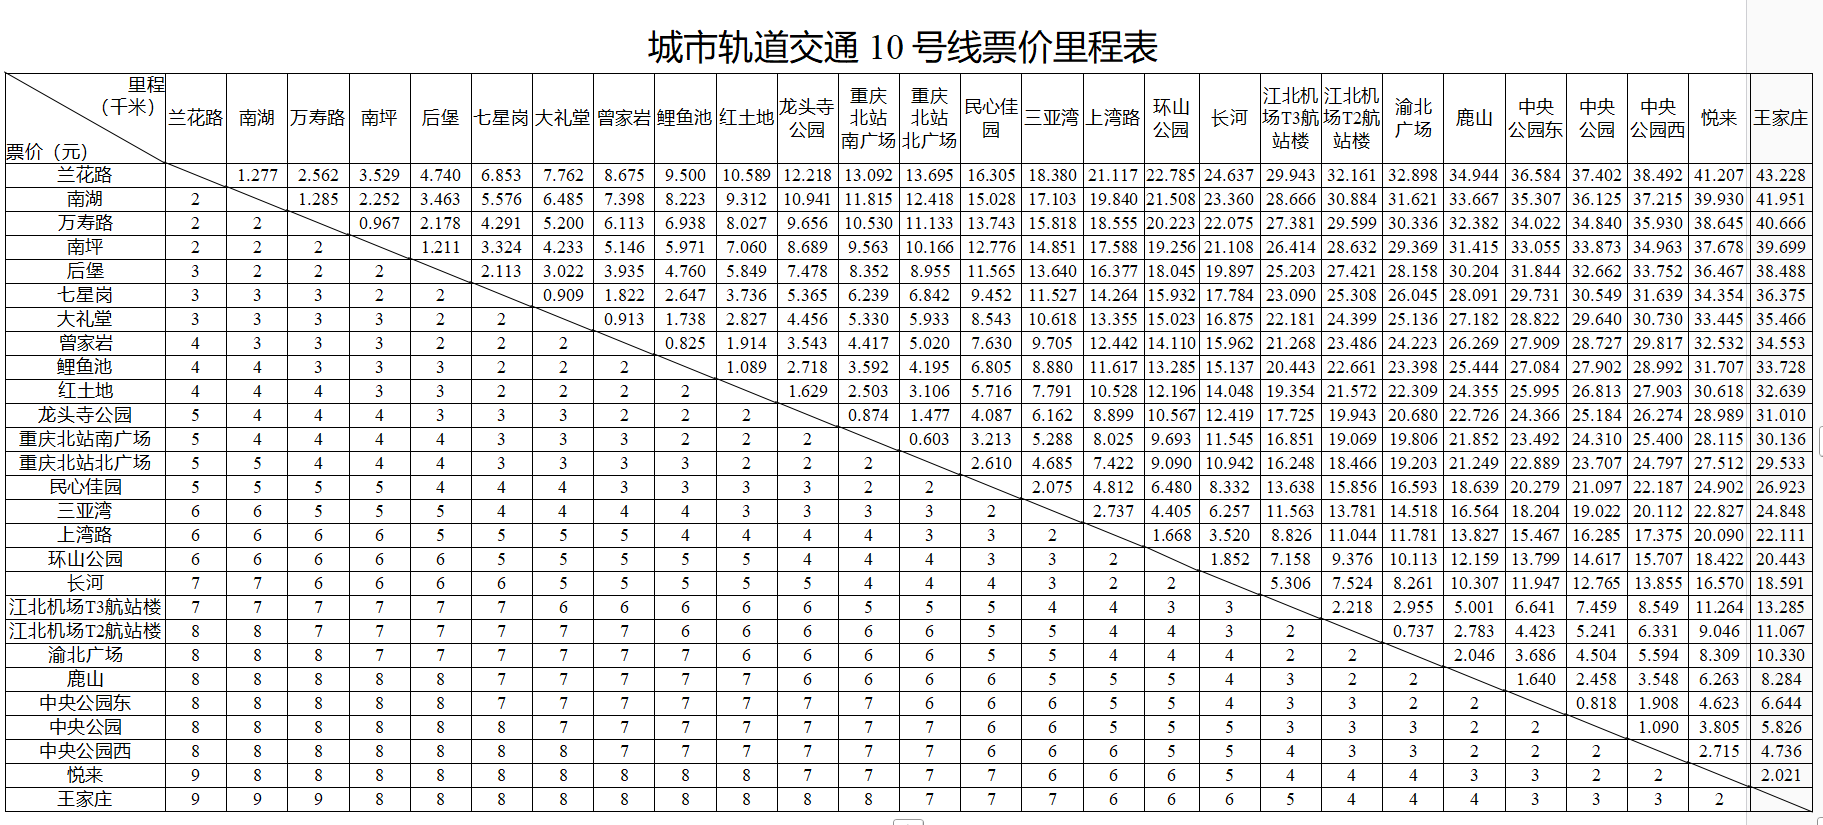 城市轨道交通 10 号线票价里程表
里程（千米） 票价（元） 兰花路 南湖 万寿路 南坪 后堡 七星岗 大礼堂 曾家岩 鲤鱼池 红土地 龙头寺公园 重庆北站南广场 重庆北站北广场 民心佳园 三亚湾 上湾路 环山公园 长河 江北机场T3航站楼 江北机场T2航站楼 渝北广场 鹿山 中央公园东 中央公园 中央公园西 悦来 王家庄
兰花路 1.277 2.562 3.529 4.740 6.853 7.762 8.675 9.500 10.589 12.218 13.092 13.695 16.305 18.380 21.117 22.785 24.637 29.943 32.161 32.898 34.944 36.584 37.402 38.492 41.207 43.228
南湖 2 1.285 2.252 3.463 5.576 6.485 7.398 8.223 9.312 10.941 11.815 12.418 15.028 17.103 19.840 21.508 23.360 28.666 30.884 31.621 33.667 35.307 36.125 37.215 39.930 41.951
万寿路 2 2 0.967 2.178 4.291 5.200 6.113 6.938 8.027 9.656 10.530 11.133 13.743 15.818 18.555 20.223 22.075 27.381 29.599 30.336 32.382 34.022 34.840 35.930 38.645 40.666
南坪 2 2 2 1.211 3.324 4.233 5.146 5.971 7.060 8.689 9.563 10.166 12.776 14.851 17.588 19.256 21.108 26.414 28.632 29.369 31.415 33.055 33.873 34.963 37.678 39.699
后堡 3 2 2 2 2.113 3.022 3.935 4.760 5.849 7.478 8.352 8.955 11.565 13.640 16.377 18.045 19.897 25.203 27.421 28.158 30.204 31.844 32.662 33.752 36.467 38.488
七星岗 3 3 3 2 2 0.909 1.822 2.647 3.736 5.365 6.239 6.842 9.452 11.527 14.264 15.932 17.784 23.090 25.308 26.045 28.091 29.731 30.549 31.639 34.354 36.375
大礼堂 3 3 3 3 2 2 0.913 1.738 2.827 4.456 5.330 5.933 8.543 10.618 13.355 15.023 16.875 22.181 24.399 25.136 27.182 28.822 29.640 30.730 33.445 35.466
曾家岩 4 3 3 3 2 2 2 0.825 1.914 3.543 4.417 5.020 7.630 9.705 12.442 14.110 15.962 21.268 23.486 24.223 26.269 27.909 28.727 29.817 32.532 34.553
鲤鱼池 4 4 3 3 3 2 2 2 1.089 2.718 3.592 4.195 6.805 8.880 11.617 13.285 15.137 20.443 22.661 23.398 25.444 27.084 27.902 28.992 31.707 33.728
红土地 4 4 4 3 3 2 2 2 2 1.629 2.503 3.106 5.716 7.791 10.528 12.196 14.048 19.354 21.572 22.309 24.355 25.995 26.813 27.903 30.618 32.639
龙头寺公园 5 4 4 4 3 3 3 2 2 2 0.874 1.477 4.087 6.162 8.899 10.567 12.419 17.725 19.943 20.680 22.726 24.366 25.184 26.274 28.989 31.010
重庆北站南广场 5 4 4 4 4 3 3 3 2 2 2 0.603 3.213 5.288 8.025 9.693 11.545 16.851 19.069 19.806 21.852 23.492 24.310 25.400 28.115 30.136
重庆北站北广场 5 5 4 4 4 3 3 3 3 2 2 2 2.610 4.685 7.422 9.090 10.942 16.248 18.466 19.203 21.249 22.889 23.707 24.797 27.512 29.533
民心佳园 5 5 5 5 4 4 4 3 3 3 3 2 2 2.075 4.812 6.480 8.332 13.638 15.856 16.593 18.639 20.279 21.097 22.187 24.902 26.923
三亚湾 6 6 5 5 5 4 4 4 4 3 3 3 3 2 2.737 4.405 6.257 11.563 13.781 14.518 16.564 18.204 19.022 20.112 22.827 24.848
上湾路 6 6 6 6 5 5 5 5 4 4 4 4 3 3 2 1.668 3.520 8.826 11.044 11.781 13.827 15.467 16.285 17.375 20.090 22.111
环山公园 6 6 6 6 6 5 5 5 5 5 4 4 4 3 3 2 1.852 7.158 9.376 10.113 12.159 13.799 14.617 15.707 18.422 20.443
长河 7 7 6 6 6 6 5 5 5 5 5 4 4 4 3 2 2 5.306 7.524 8.261 10.307 11.947 12.765 13.855 16.570 18.591
江北机场T3航站楼 7 7 7 7 7 7 6 6 6 6 6 5 5 5 4 4 3 3 2.218 2.955 5.001 6.641 7.459 8.549 11.264 13.285
江北机场T2航站楼 8 8 7 7 7 7 7 7 6 6 6 6 6 5 5 4 4 3 2 0.737 2.783 4.423 5.241 6.331 9.046 11.067
渝北广场 8 8 8 7 7 7 7 7 7 6 6 6 6 5 5 4 4 4 2 2 2.046 3.686 4.504 5.594 8.309 10.330
鹿山 8 8 8 8 8 7 7 7 7 7 6 6 6 6 5 5 5 4 3 2 2 1.640 2.458 3.548 6.263 8.284
中央公园东 8 8 8 8 8 7 7 7 7 7 7 7 6 6 6 5 5 4 3 3 2 2 0.818 1.908 4.623 6.644
中央公园 8 8 8 8 8 8 7 7 7 7 7 7 7 6 6 5 5 5 3 3 3 2 2 1.090 3.805 5.826
中央公园西 8 8 8 8 8 8 8 7 7 7 7 7 7 6 6 6 5 5 4 3 3 2 2 2 2.715 4.736
悦来 9 8 8 8 8 8 8 8 8 8 7 7 7 7 6 6 6 5 4 4 4 3 3 2 2 2.021
王家庄 9 9 9 8 8 8 8 8 8 8 8 8 7 7 7 6 6 6 5 4 4 4 3 3 3 2